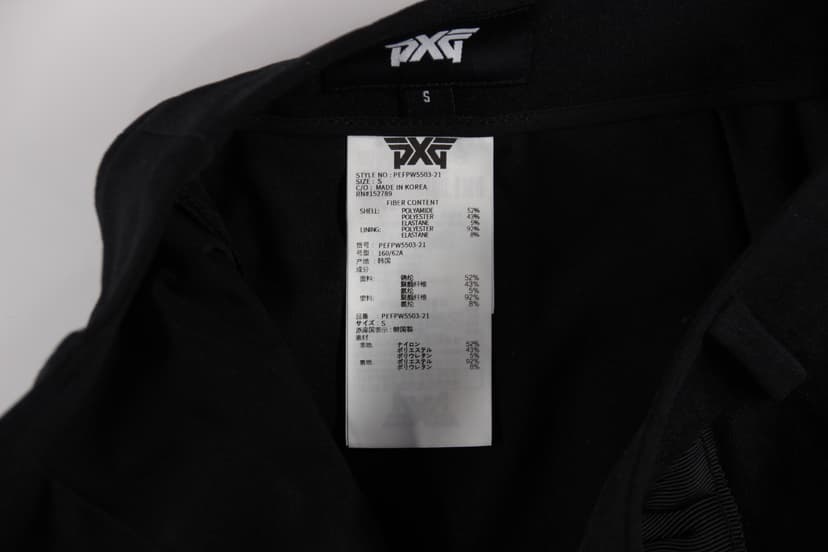 PXG
S
PXG
STYLE NO : PEFPW5503-21
SIZE : S
C/O : MADE IN KOREA
RN#152789
FIBER CONTENT
SHELL: POLYAMIDE 52%
POLYESTER 43%
ELASTANE 5%
LINING: POLYESTER 92%
ELASTANE 8%
PEFPW5503-21
号型 : 160/62A
产地 : 韩国
成分
面料: 锦纶 52%
聚酯纤维 43%
氨纶 5%
里料: 聚酯纤维 92%
氨纶 8%
品番 : PEFPW5503-21
サイズ : S
原産国表示 : 韓国製
素材
表地: ナイロン 52%
ポリエステル 43%
ポリウレタン 5%
裏地: ポリエステル 92%
ポリウレタン 8%